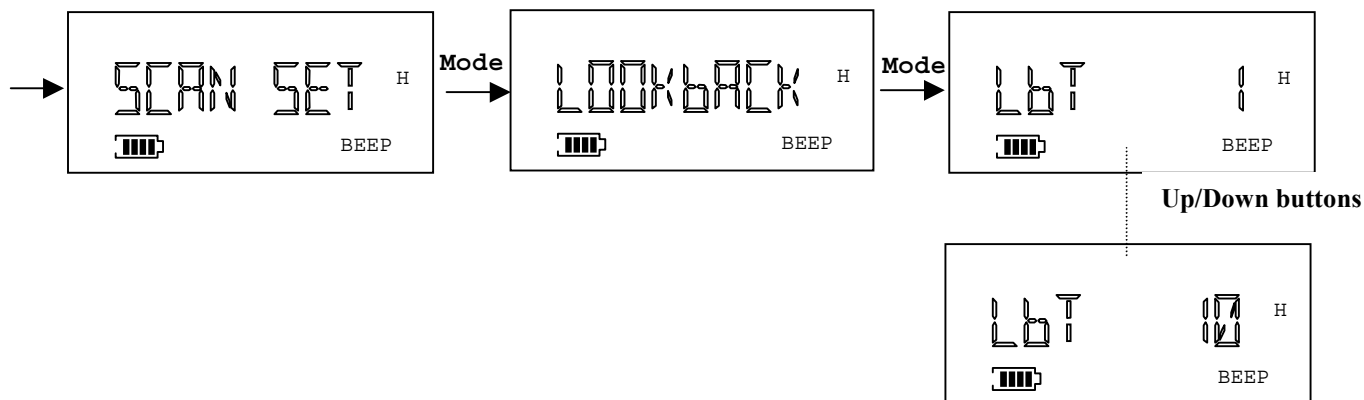 SCAN SET H
BEEP
Mode
LOOKbACK H
BEEP
Mode
LbT 1 H
BEEP
Up/Down buttons
LbT 10 H
BEEP